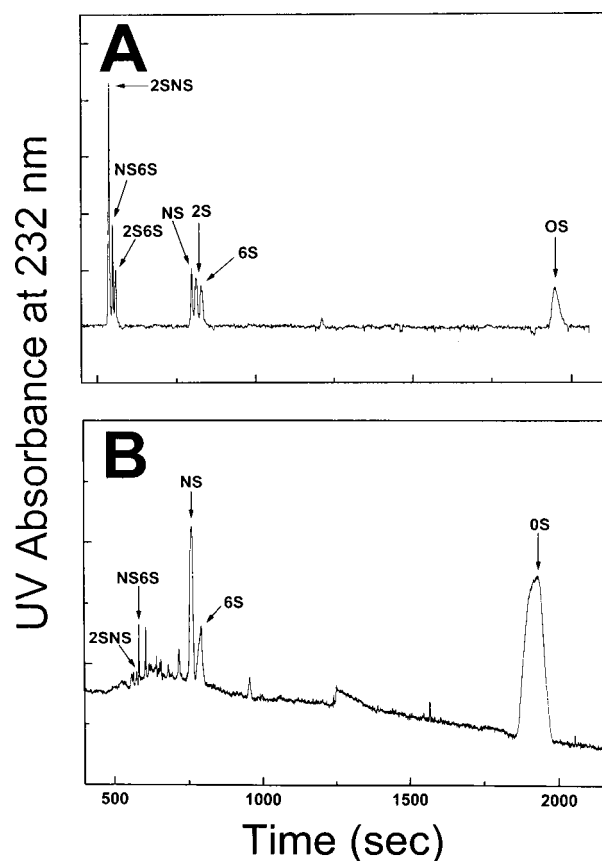 UV Absorbance at 232 nm
A
2SNS
NS6S
2S6S
NS
2S
6S
OS
B
NS
0S
NS6S
6S
2SNS
500
1000
1500
2000
Time (sec)